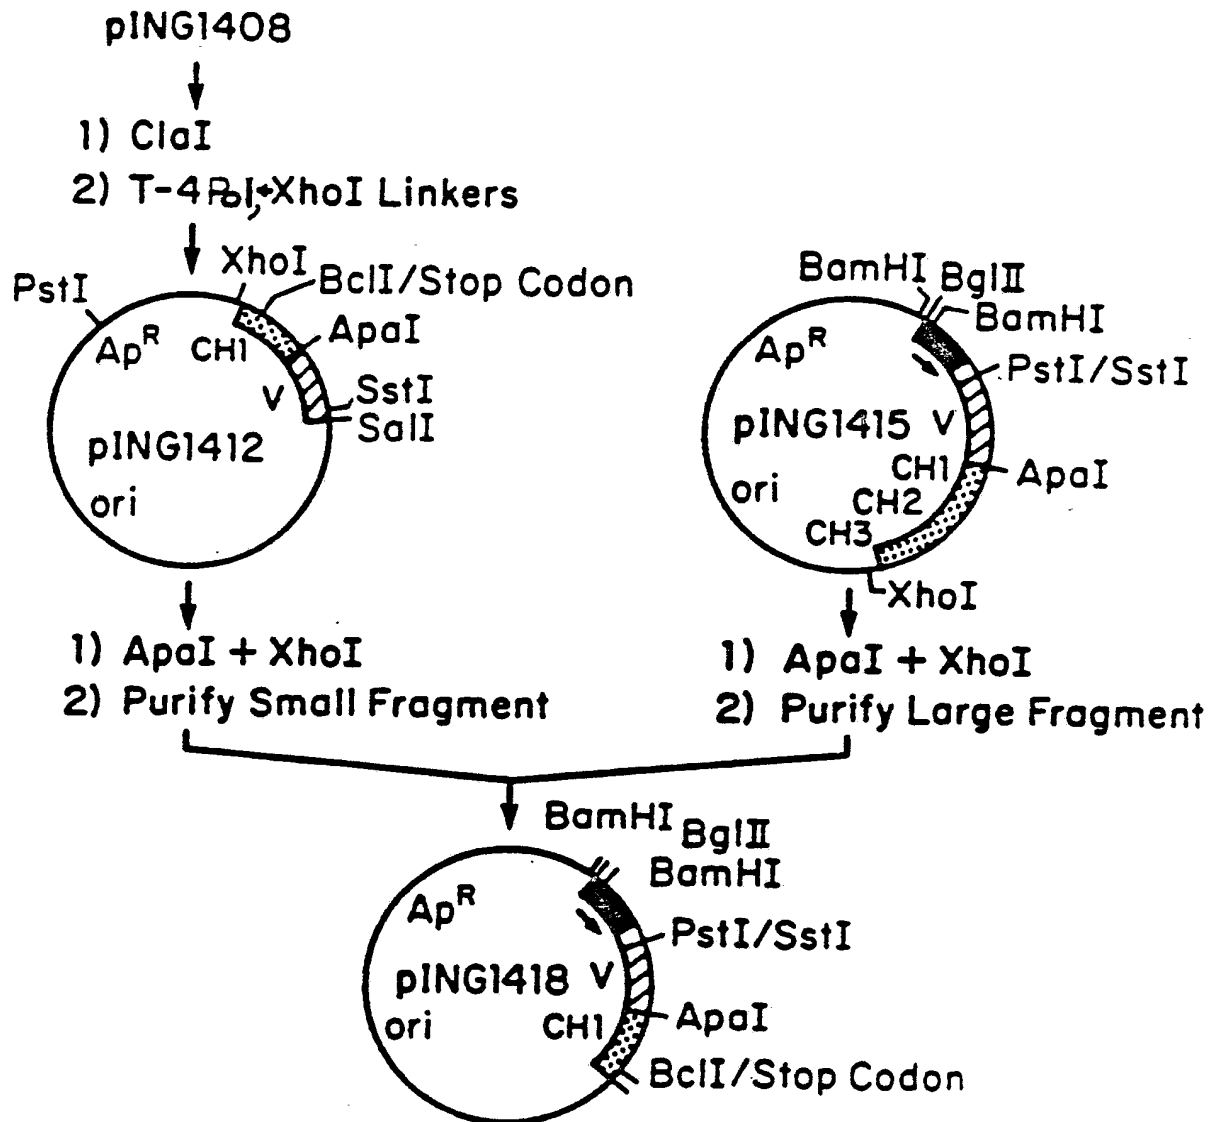 pING1408
1) ClaI
2) T-4 Pol, + XhoI Linkers
PstI
XhoI
BclI/Stop Codon
ApaI
SstI
SalI
Ap^R
CH1
V
pING1412
ori
1) ApaI + XhoI
2) Purify Small Fragment
BamHI
BglII
BamHI
PstI/SstI
Ap^R
pING1415
V
CH1
ApaI
ori
CH2
CH3
XhoI
1) ApaI + XhoI
2) Purify Large Fragment
BamHI
BglII
BamHI
Ap^R
PstI/SstI
pING1418
V
ori
CH1
ApaI
BclI/Stop Codon